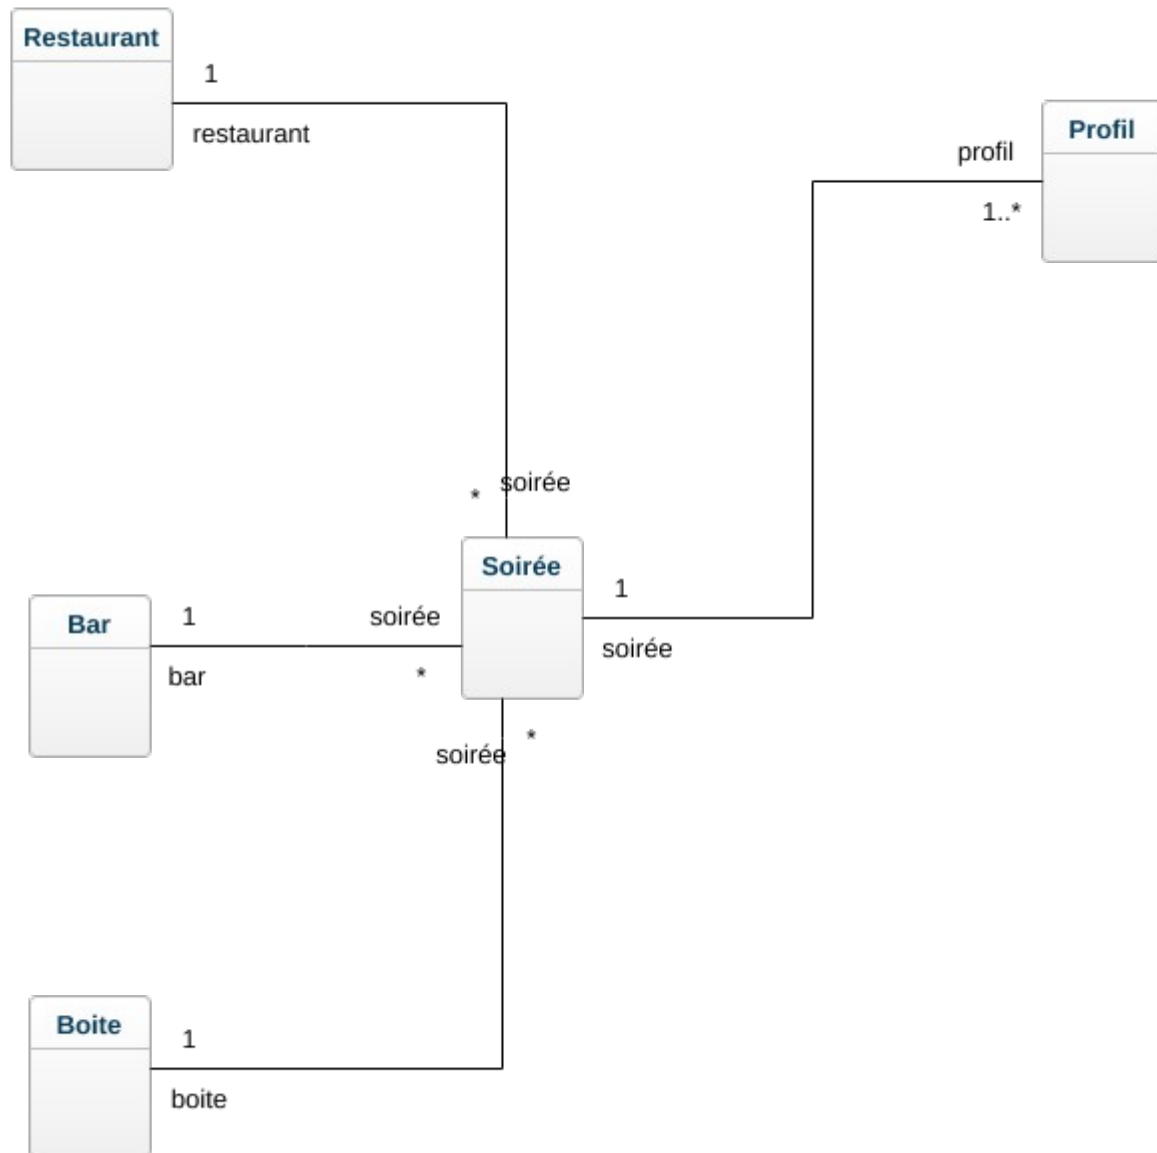 Restaurant
1
restaurant
Profil
profil
1..*
* soirée
Soirée
1
soirée
Bar
1
bar
soirée
*
soirée *
Boite
1
boite